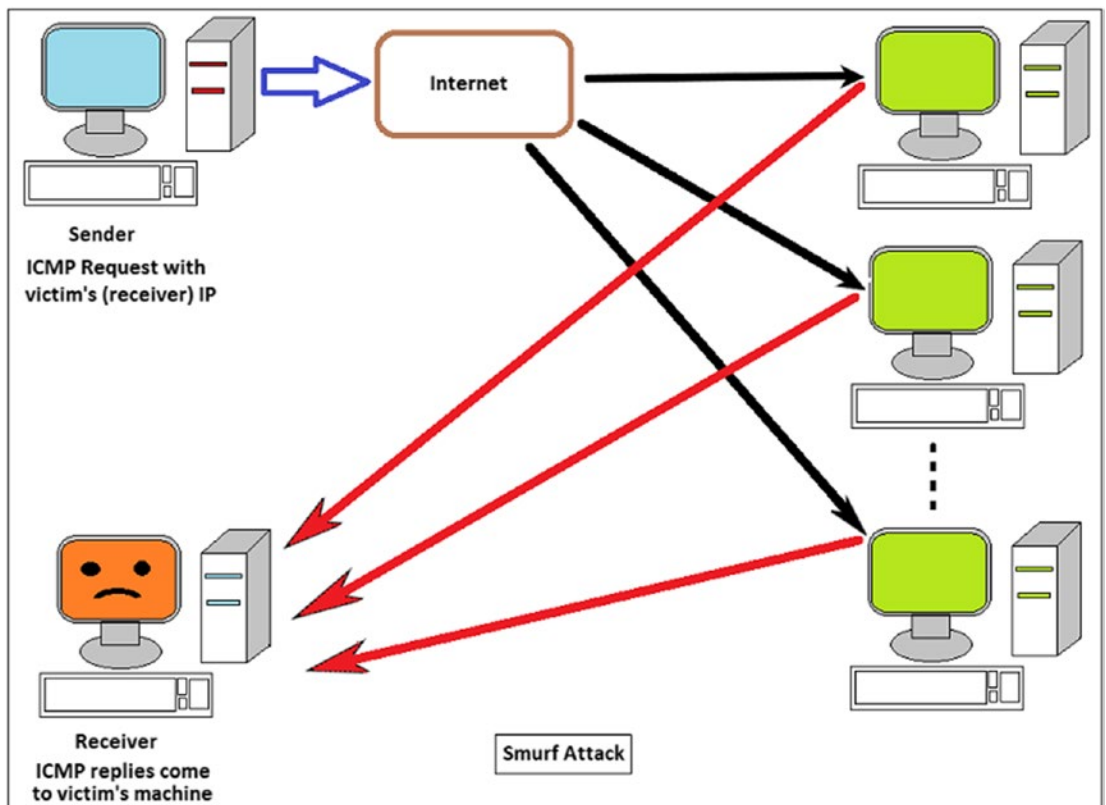 Internet
Sender
ICMP Request with
victim's (receiver) IP
Receiver
ICMP replies come
to victim's machine
Smurf Attack